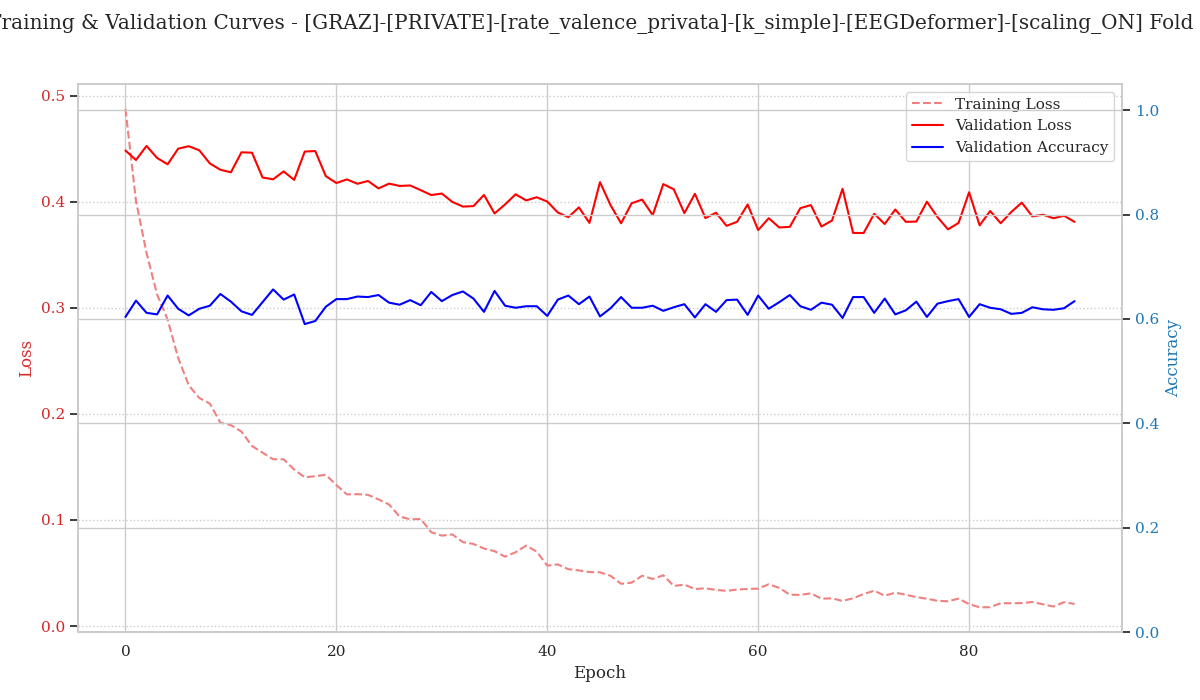 raining & Validation Curves - [GRAZ]-[PRIVATE]-[rate_valence_privata]-[k_simple]-[EEGDeformer]-[scaling_ON] Fold
Training Loss
Validation Loss
Validation Accuracy
0.5
0.4
0.3
0.2
0.1
0.0
Loss
1.0
0.8
0.6
0.4
0.2
0.0
Accuracy
0
20
40
60
80
Epoch